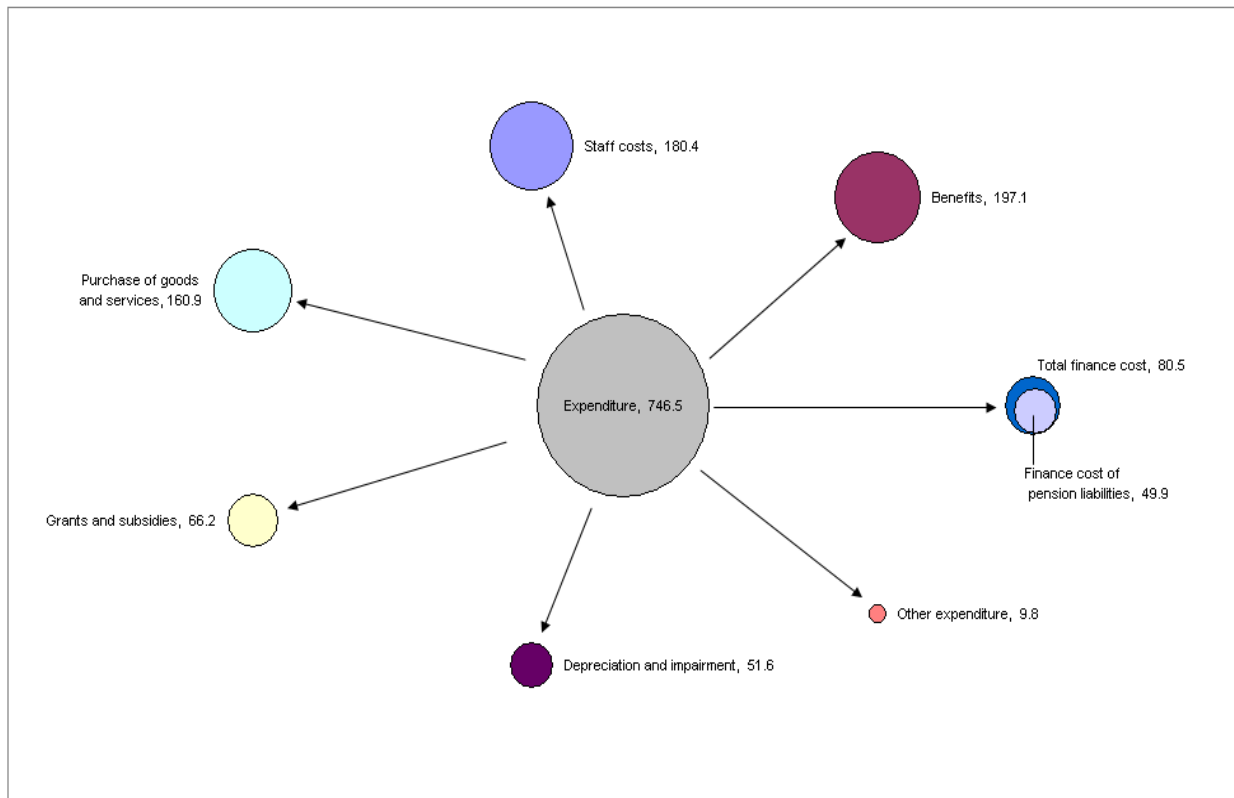 Staff costs, 180.4
Benefits, 197.1
Purchase of goods
and services, 160.9
Total finance cost, 80.5
Expenditure, 746.5
Finance cost of
pension liabilities, 49.9
Grants and subsidies, 66.2
Other expenditure, 9.8
Depreciation and impairment, 51.6